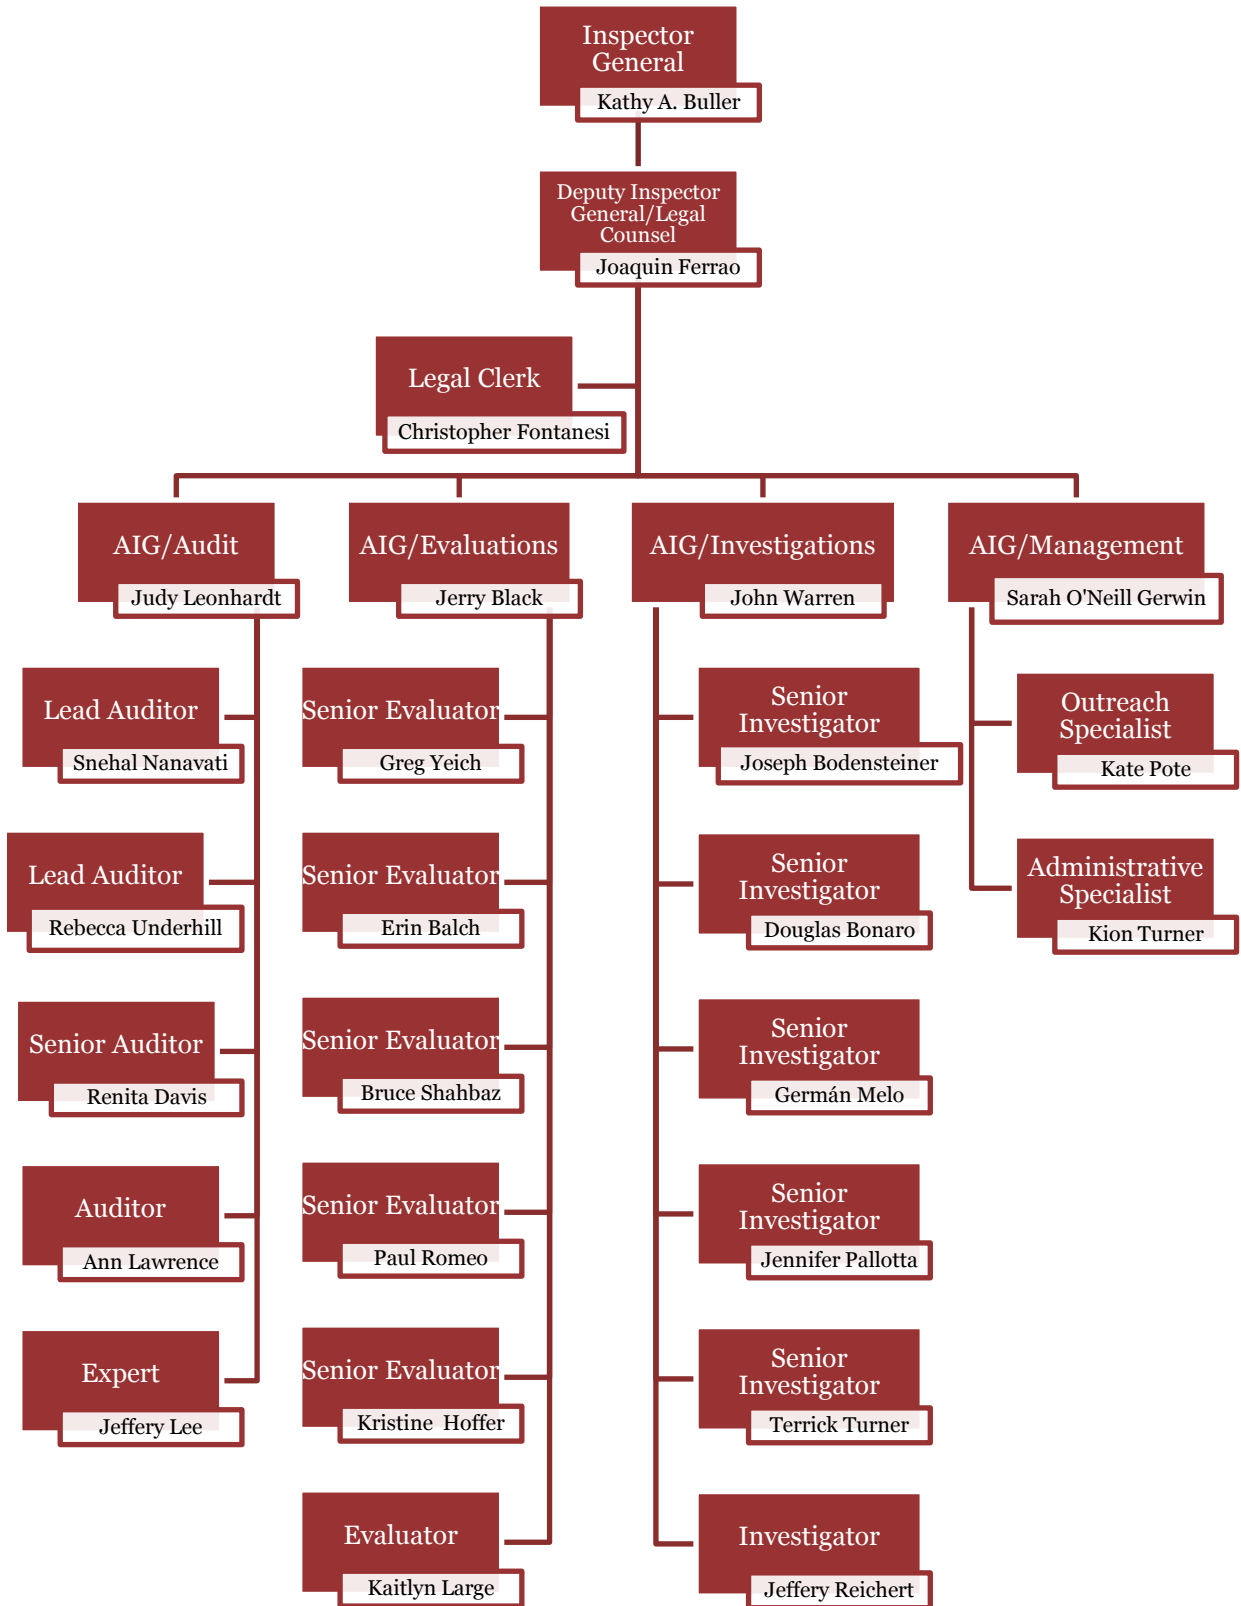 Inspector
General
Kathy A. Buller
Deputy Inspector
General/Legal
Counsel
Joaquin Ferrao
Legal Clerk
Christopher Fontanesi
AIG/Audit
Judy Leonhardt
Lead Auditor
Snehal Nanavati
Lead Auditor
Rebecca Underhill
Senior Auditor
Renita Davis
Auditor
Ann Lawrence
Expert
Jeffery Lee
AIG/Evaluations
Jerry Black
Senior Evaluator
Greg Yeich
Senior Evaluator
Erin Balch
Senior Evaluator
Bruce Shahbaz
Senior Evaluator
Paul Romeo
Senior Evaluator
Kristine  Hoffer
Evaluator
Kaitlyn Large
AIG/Investigations
John Warren
Senior
Investigator
Joseph Bodensteiner
Senior
Investigator
Douglas Bonaro
Senior
Investigator
Germán Melo
Senior
Investigator
Jennifer Pallotta
Senior
Investigator
Terrick Turner
Investigator
Jeffery Reichert
AIG/Management
Sarah O'Neill Gerwin
Outreach
Specialist
Kate Pote
Administrative
Specialist
Kion Turner